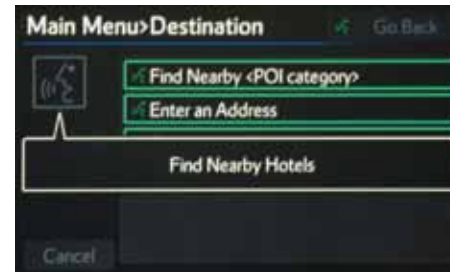 Main Menu>Destination
Go Back
Find Nearby <POI category>
Enter an Address
Find Nearby Hotels
Cancel